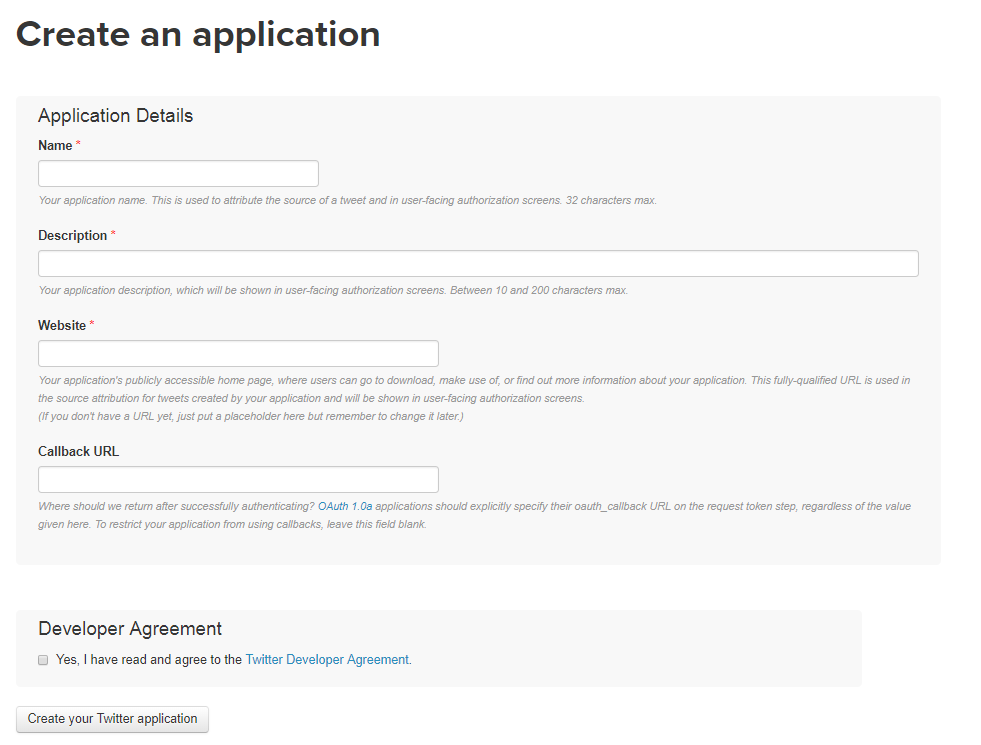 Create an application
Application Details
Name *
Your application name. This is used to attribute the source of a tweet and in user-facing authorization screens. 32 characters max.
Description *
Your application description, which will be shown in user-facing authorization screens. Between 10 and 200 characters max.
Website *
Your application's publicly accessible home page, where users can go to download, make use of, or find out more information about your application. This fully-qualified URL is used in
the source attribution for tweets created by your application and will be shown in user-facing authorization screens.
(If you don't have a URL yet, just put a placeholder here but remember to change it later.)
Callback URL
Where should we return after successfully authenticating? OAuth 1.0a applications should explicitly specify their oauth_callback URL on the request token step, regardless of the value
given here. To restrict your application from using callbacks, leave this field blank.
Developer Agreement
Yes, I have read and agree to the Twitter Developer Agreement.
Create your Twitter application